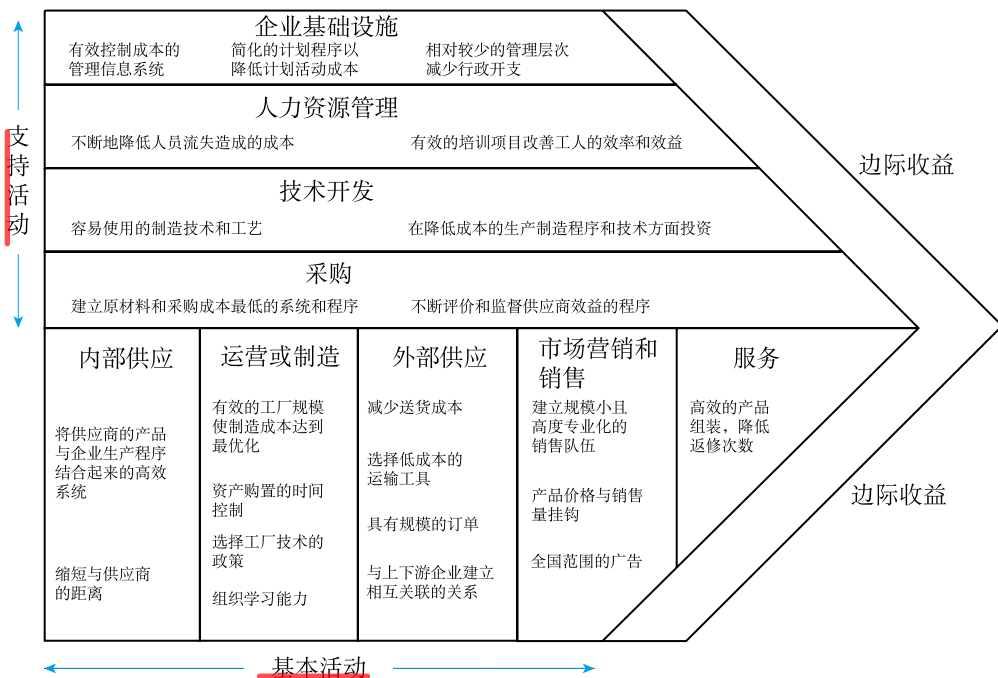 企业基础设施
有效控制成本的
管理信息系统
简化的计划程序以
降低计划活动成本
相对较少的管理层次
减少行政开支
人力资源管理
不断地降低人员流失造成的成本
有效的培训项目改善工人的效率和效益
技术开发
容易使用的制造技术和工艺
在降低成本的生产制造程序和技术方面投资
采购
建立原材料和采购成本最低的系统和程序
不断评价和监督供应商效益的程序
支
持
活
动
边际收益
内部供应
将供应商的产品
与企业生产程序
结合起来的高效
系统
缩短与供应商
的距离
运营或制造
有效的工厂规模
使制造成本达到
最优化
资产购置的时间
控制
选择工厂技术的
政策
组织学习能力
外部供应
减少送货成本
选择低成本的
运输工具
具有规模的订单
与上下游企业建立
相互关联的关系
市场营销和
销售
建立规模小且
高度专业化的
销售队伍
产品价格与销售
量挂钩
全国范围的广告
服务
高效的产品
组装，降低
返修次数
边际收益
基本活动